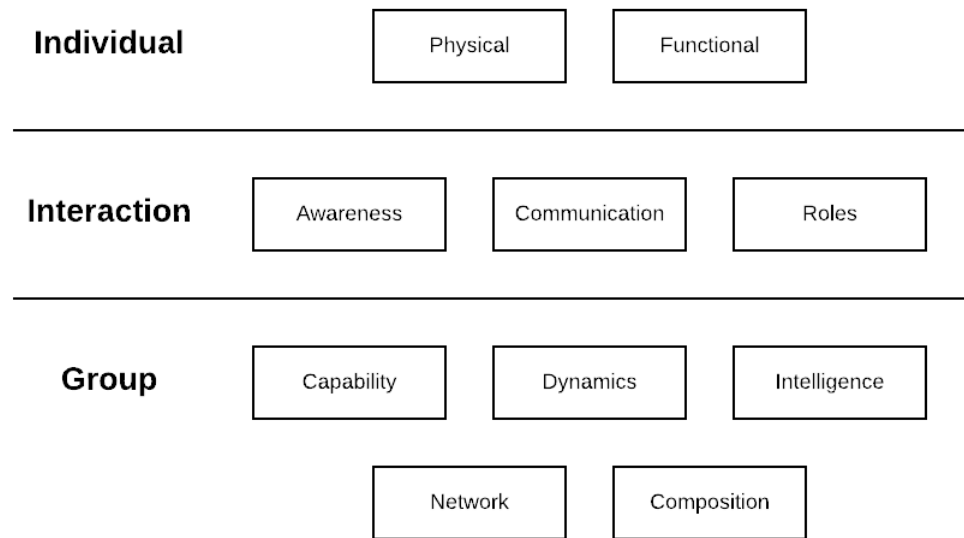 Individual
Physical
Functional
Interaction
Awareness
Communication
Roles
Group
Capability
Dynamics
Intelligence
Network
Composition